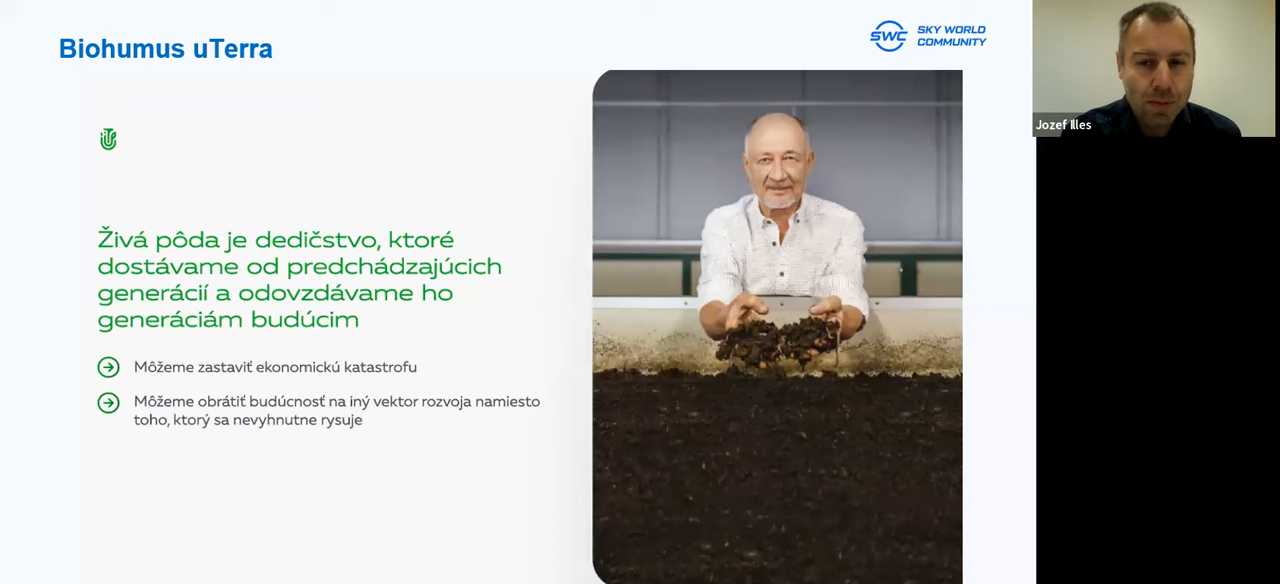 Biohumus uTerra
SWC SKY WORLD
COMMUNITY
Jozef Illes
Živá pôda je dedičstvo, ktoré
dostávame od predchádzajúcich
generácií a odovzdávame ho
generáciám budúcim
Môžeme zastaviť ekonomickú katastrofu
Môžeme obrátiť budúcnosť na iný vektor rozvoja namiesto
toho, ktorý sa nevyhnutne rysuje